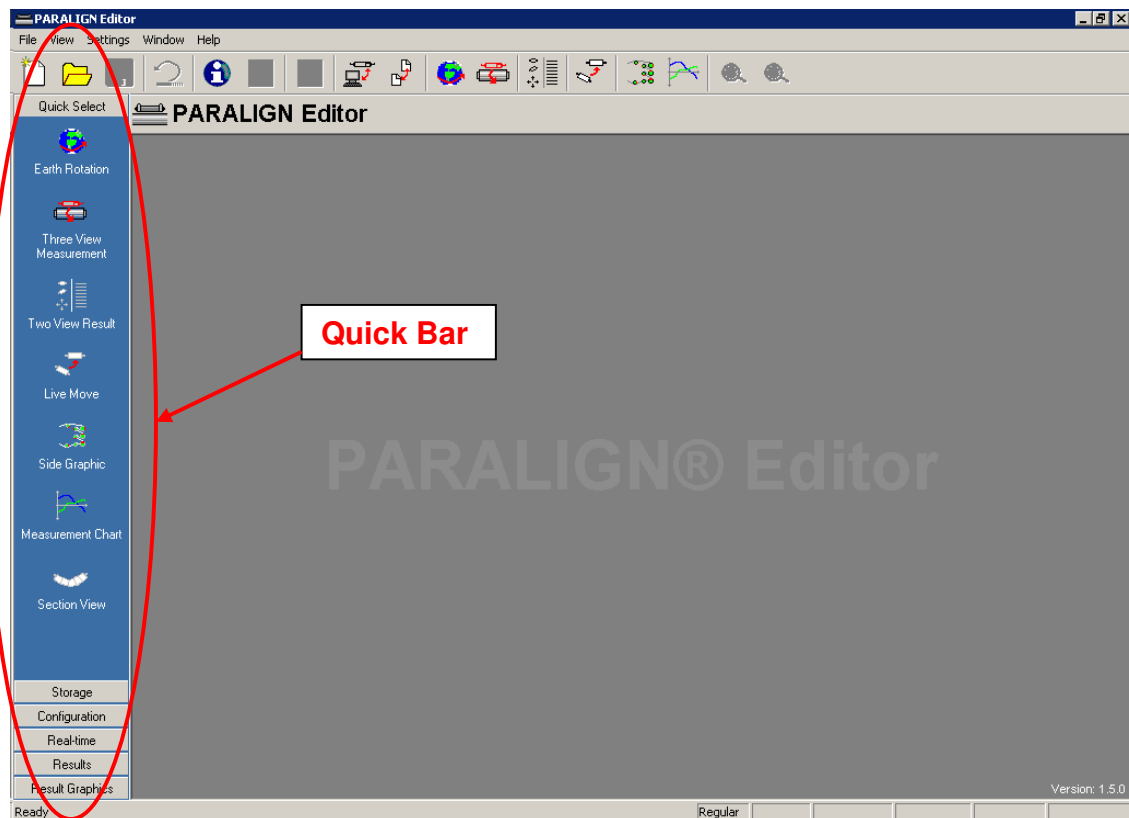 PARALIGN Editor
File View Settings Window Help
Quick Select
PARALIGN Editor
Earth Rotation
Three View
Measurement
Two View Result
Quick Bar
Live Move
Side Graphic
PARALIGN® Editor
Measurement Chart
Section View
Storage
Configuration
Real-time
Results
Result Graphics
Version: 1.5.0
Ready
Regular